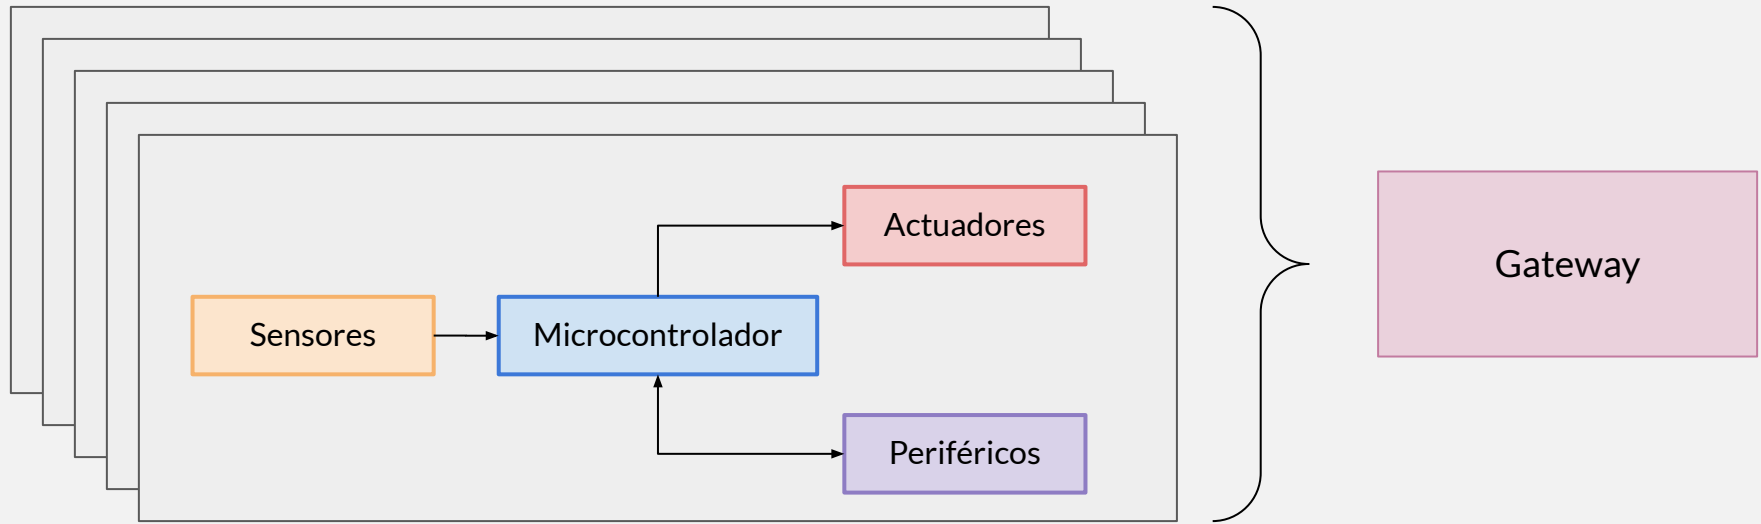 Actuadores
Sensores
Microcontrolador
Periféricos
Gateway